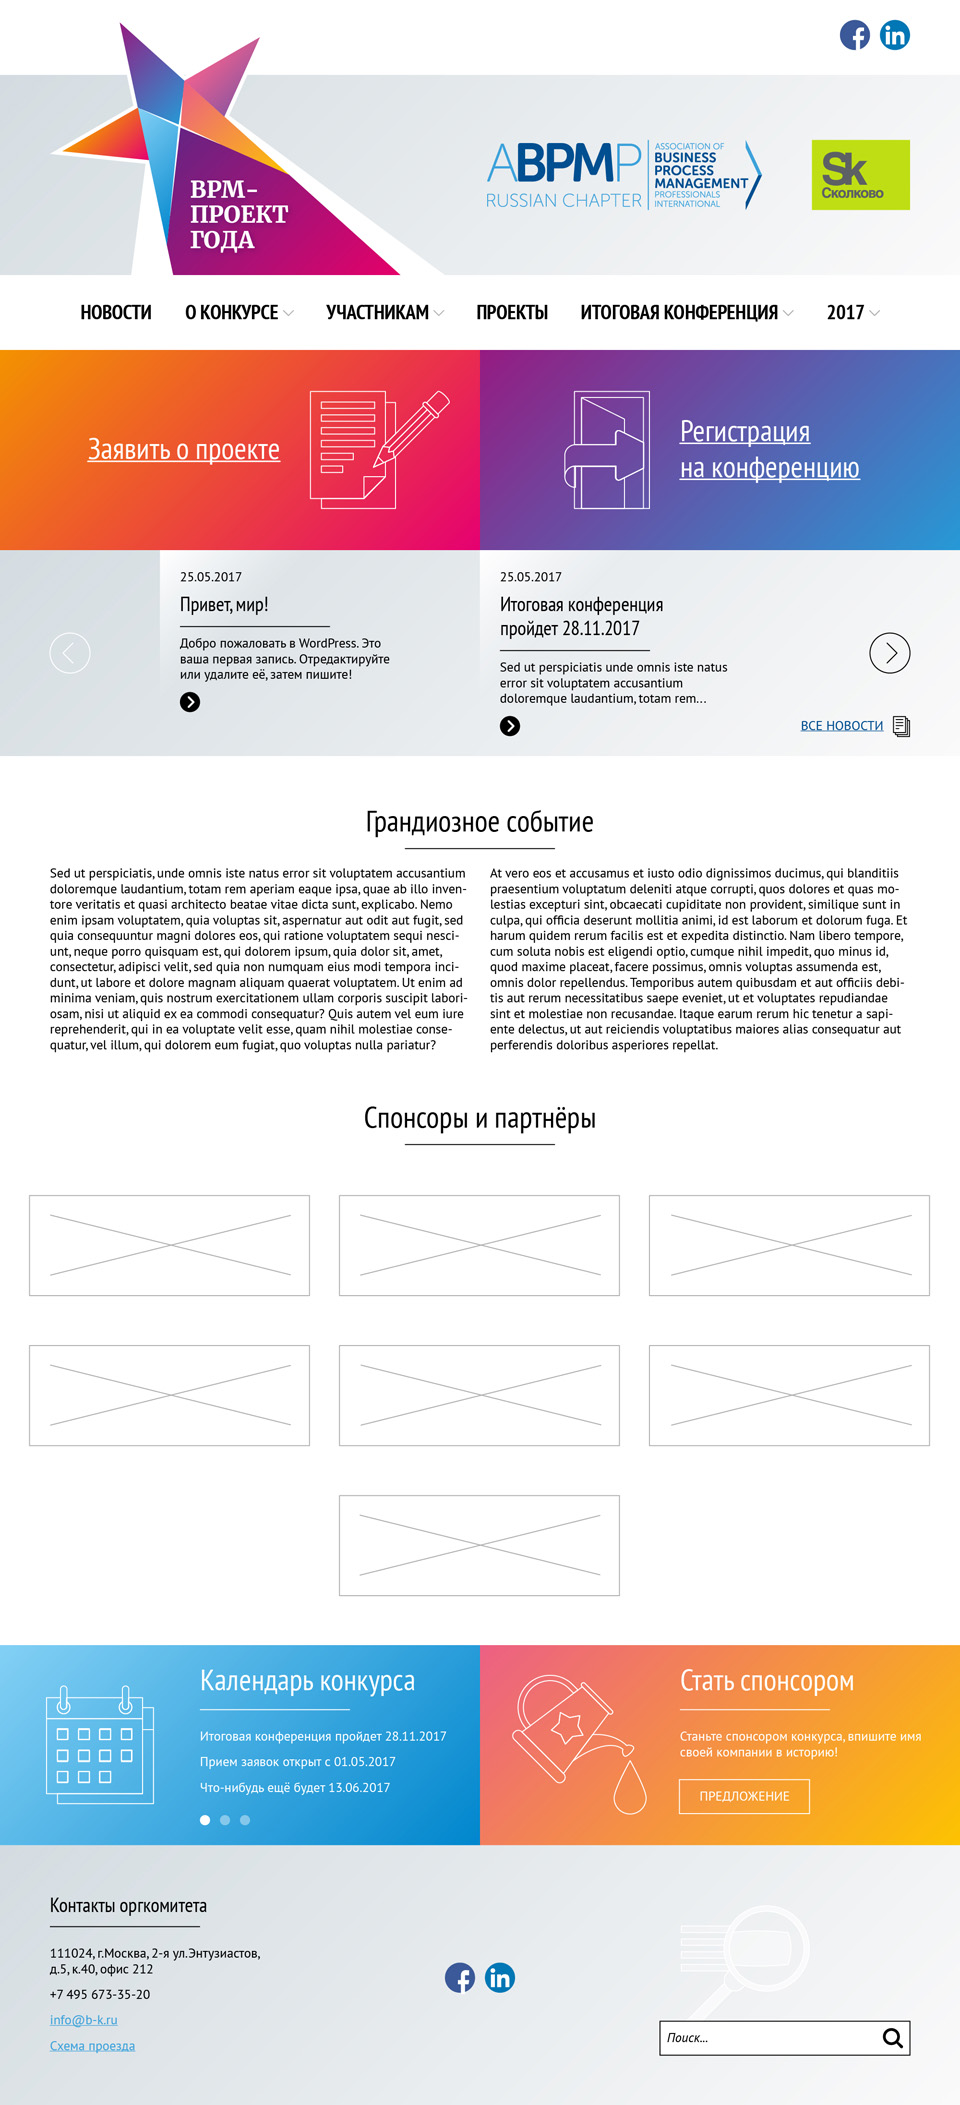 ВРМ-
ПРОЕКТ
ГОДА
ABPMP
RUSSIAN CHAPTER
ASSOCIATION OF
BUSINESS
PROCESS
MANAGEMENT
PROFESSIONALS
INTERNATIONAL
Sk
Сколково
НОВОСТИ О КОНКУРСЕ УЧАСТНИКАМ ПРОЕКТЫ ИТОГОВАЯ КОНФЕРЕНЦИЯ 2017
Заявить о проекте
Регистрация
на конференцию
25.05.2017
Привет, мир!
Добро пожаловать в WordPress. Это
ваша первая запись. Отредактируйте
или удалите её, затем пишите!
25.05.2017
Итоговая конференция
пройдет 28.11.2017
Sed ut perspiciatis unde omnis iste natus
error sit voluptatem accusantium
doloremque laudantium, totam rem...
ВСЕ НОВОСТИ
Грандиозное событие
Sed ut perspiciatis, unde omnis iste natus error sit voluptatem accusantium
doloremque laudantium, totam rem aperiam eaque ipsa, quae ab illo inven-
tore veritatis et quasi architecto beatae vitae dicta sunt, explicabo. Nemo
enim ipsam voluptatem, quia voluptas sit, aspernatur aut odit aut fugit, sed
quia consequuntur magni dolores eos, qui ratione voluptatem sequi nesci-
unt, neque porro quisquam est, qui dolorem ipsum, quia dolor sit, amet,
consectetur, adipisci velit, sed quia non numquam eius modi tempora inci-
dunt, ut labore et dolore magnam aliquam quaerat voluptatem. Ut enim ad
minima veniam, quis nostrum exercitationem ullam corporis suscipit labori-
osam, nisi ut aliquid ex ea commodi consequatur? Quis autem vel eum iure
reprehenderit, qui in ea voluptate velit esse, quam nihil molestiae conse-
quatur, vel illum, qui dolorem eum fugiat, quo voluptas nulla pariatur?
At vero eos et accusamus et iusto odio dignissimos ducimus, qui blanditiis
praesentium voluptatum deleniti atque corrupti, quos dolores et quas mo-
lestias excepturi sint, obcaecati cupiditate non provident, similique sunt in
culpa, qui officia deserunt mollitia animi, id est laborum et dolorum fuga. Et
harum quidem rerum facilis est et expedita distinctio. Nam libero tempore,
cum soluta nobis est eligendi optio, cumque nihil impedit, quo minus id,
quod maxime placeat, facere possimus, omnis voluptas assumenda est,
omnis dolor repellendus. Temporibus autem quibusdam et aut officiis debi-
tis aut rerum necessitatibus saepe eveniet, ut et voluptates repudiandae
sint et molestiae non recusandae. Itaque earum rerum hic tenetur a sapi-
ente delectus, ut aut reiciendis voluptatibus maiores alias consequatur aut
perferendis doloribus asperiores repellat.
Спонсоры и партнёры
Календарь конкурса
Итоговая конференция пройдет 28.11.2017
Прием заявок открыт с 01.05.2017
Что-нибудь ещё будет 13.06.2017
Стать спонсором
Станьте спонсором конкурса, впишите имя
своей компании в историю!
ПРЕДЛОЖЕНИЕ
Контакты оргкомитета
111024, г.Москва, 2-я ул.Энтузиастов,
д.5, к.40, офис 212
+7 495 673-35-20
info@b-k.ru
Схема проезда
Поиск...